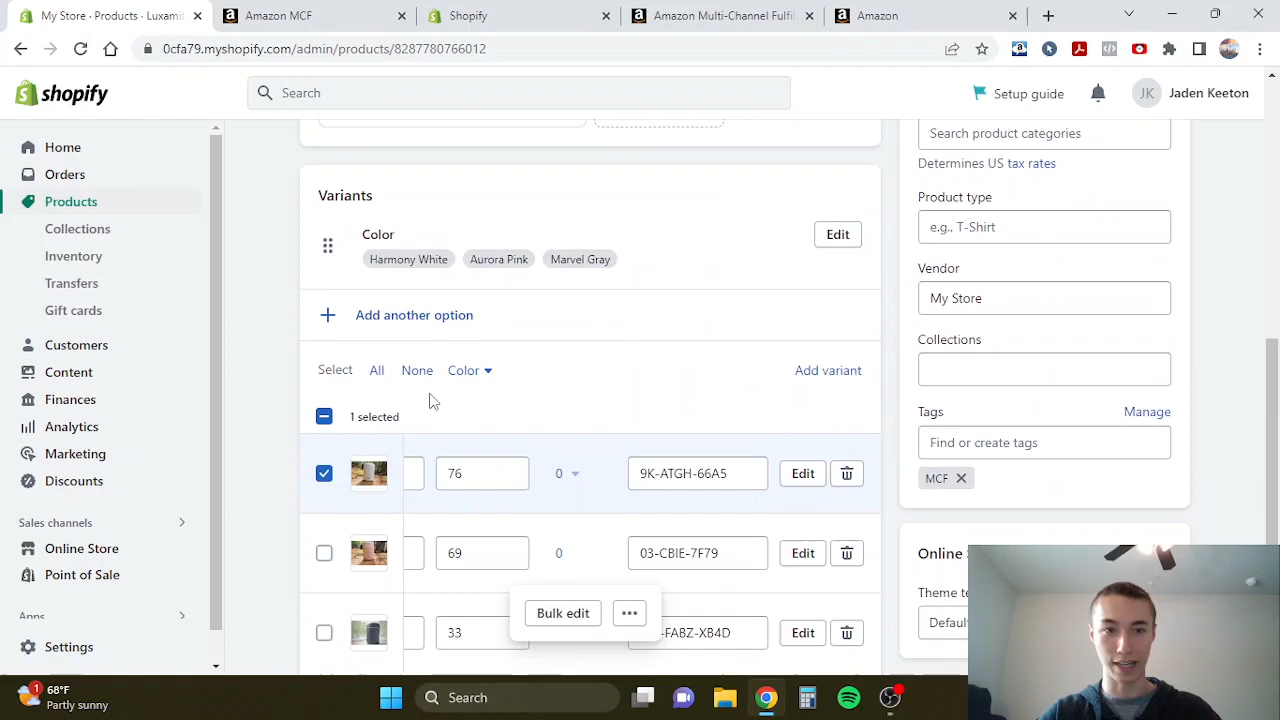 My Store · Products · Luxamit
Amazon MCF
Shopify
Amazon Multi-Channel Fulfil
Amazon
0cfa79.myshopify.com/admin/products/8287780766012
shopify
Search
Setup guide
JK
Jaden Keeton
Home
Orders
Products
Collections
Inventory
Transfers
Gift cards
Customers
Content
Finances
Analytics
Marketing
Discounts
Sales channels
Online Store
Point of Sale
Apps
Settings
Variants
Color
Edit
Harmony White
Aurora Pink
Marvel Gray
Add another option
Select
All
None
Color
Add variant
1 selected
76
0
9K-ATGH-66A5
Edit
69
0
03-CBIE-7F79
Edit
33
-FABZ-XB4D
Edit
Bulk edit
Search product categories
Determines US tax rates
Product type
e.g., T-Shirt
Vendor
My Store
Collections
Tags
Manage
Find or create tags
MCF
Online S
Theme te
Defaul
1
68°F
Partly sunny
Search